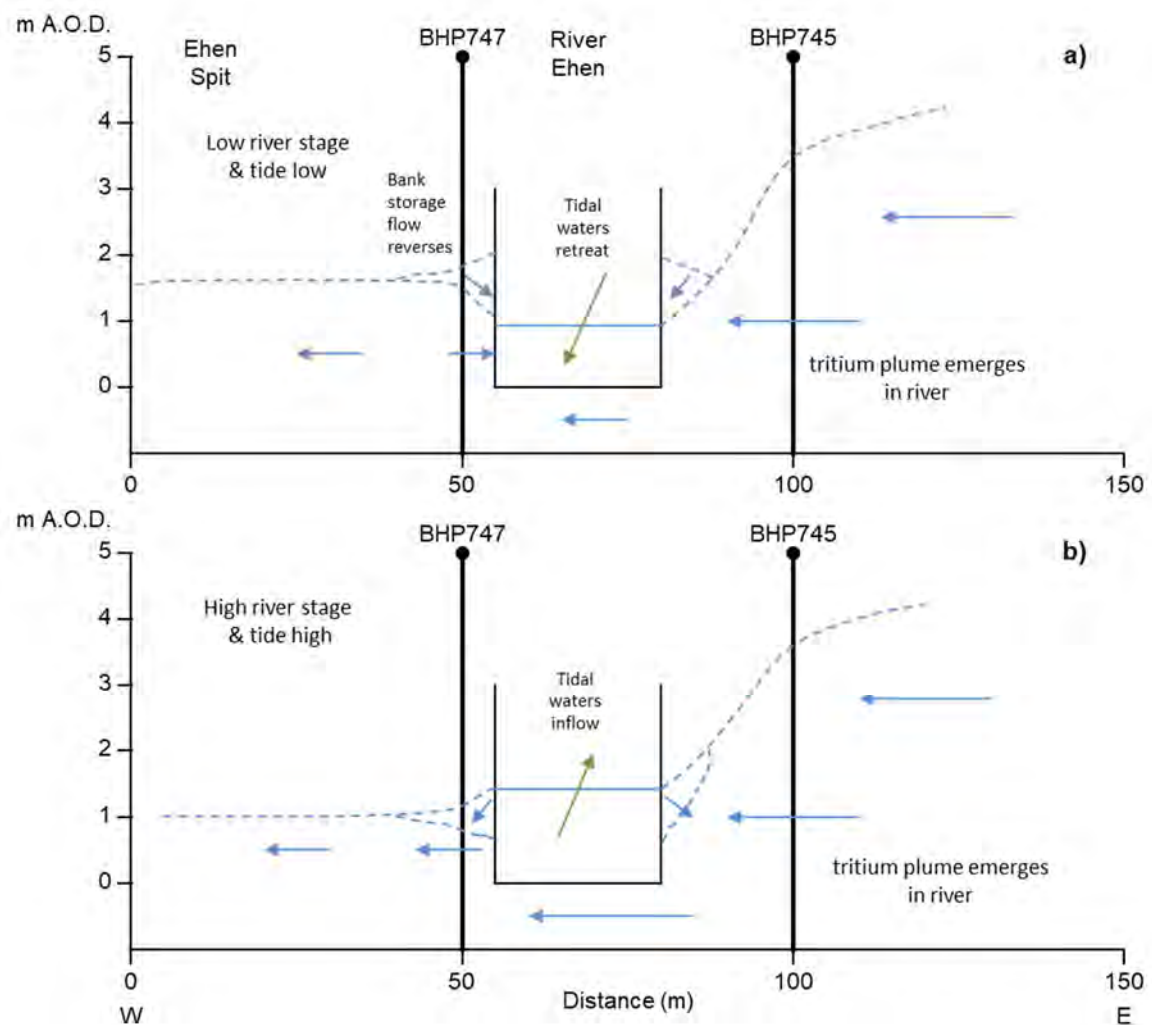 m A.O.D.
BHP747
BHP745
a)
Ehen
Spit
River
Ehen
5
4
3
2
1
0
Low river stage
& tide low
Bank
storage
flow
reverses
Tidal
waters
retreat
tritium plume emerges
in river
0
50
100
150
m A.O.D.
BHP747
BHP745
b)
5
4
3
2
1
0
High river stage
& tide high
Tidal
waters
inflow
tritium plume emerges
in river
0
50
100
150
Distance (m)
W
E